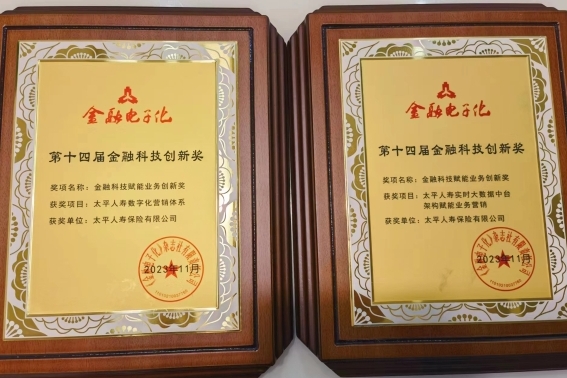 金融电子化
第十四届金融科技创新奖
奖项名称：金融科技赋能业务创新奖
获奖项目：太平人寿数字化营销体系
获奖单位：太平人寿保险有限公司
2023年11月
金融电子化
第十四届金融科技创新奖
奖项名称：金融科技赋能业务创新奖
获奖项目：太平人寿实时大数据中台
架构赋能业务营销
获奖单位：太平人寿保险有限公司
2023年11月